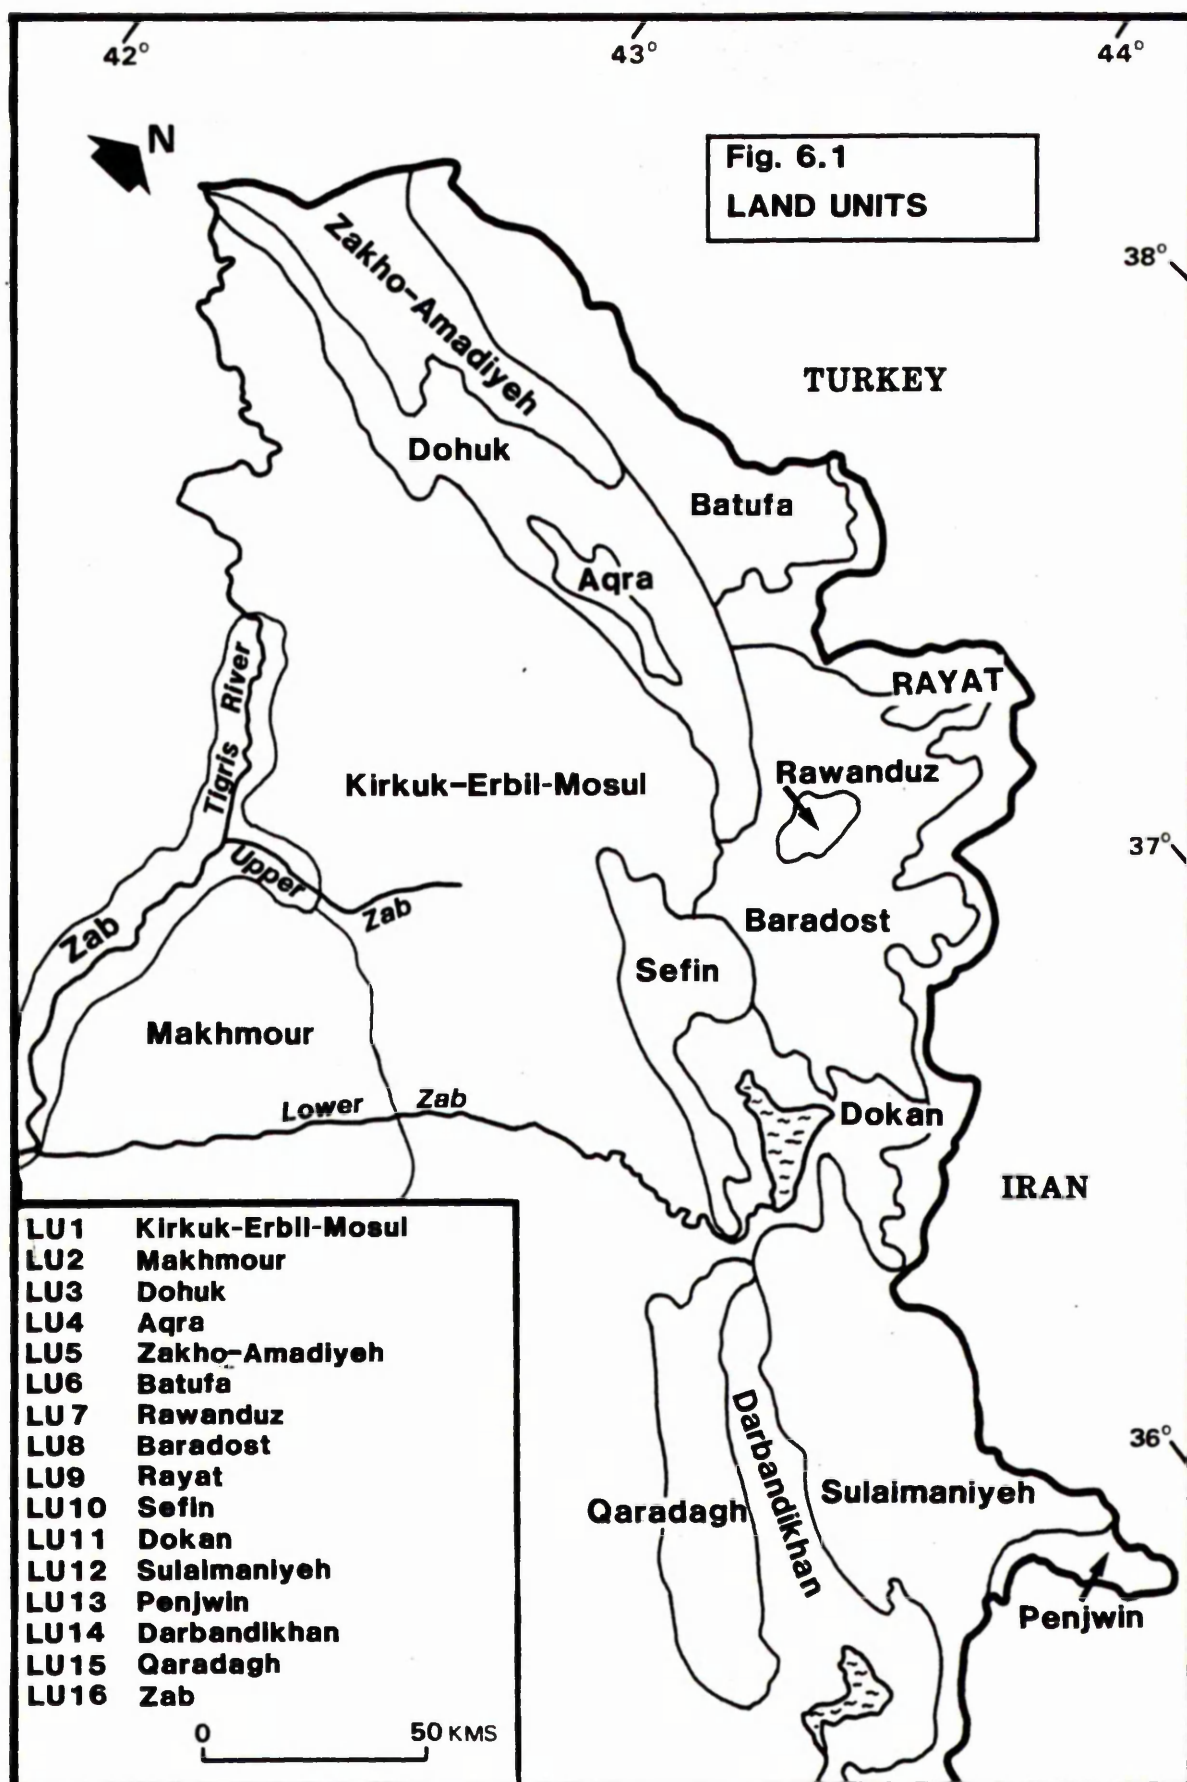 42° 43° 44°
N
Fig. 6.1
LAND UNITS
38°
Zakho-Amadiyeh
TURKEY
Dohuk
Batufa
Aqra
RAYAT
Tigris River
Rawanduz
Kirkuk-Erbil-Mosul
37°
Upper
Zab
Zab
Baradost
Sefin
Makhmour
Lower Zab
Dokan
IRAN
LU1 Kirkuk-Erbil-Mosul
LU2 Makhmour
LU3 Dohuk
LU4 Aqra
LU5 Zakho-Amadiyeh
LU6 Batufa
LU7 Rawanduz
LU8 Baradost
LU9 Rayat
LU10 Sefin
LU11 Dokan
LU12 Sulaimaniyeh
LU13 Penjwin
LU14 Darbandikhan
LU15 Qaradagh
LU16 Zab
0 50 KMS
36°
Darbandikhan
Sulaimaniyeh
Qaradagh
Penjwin